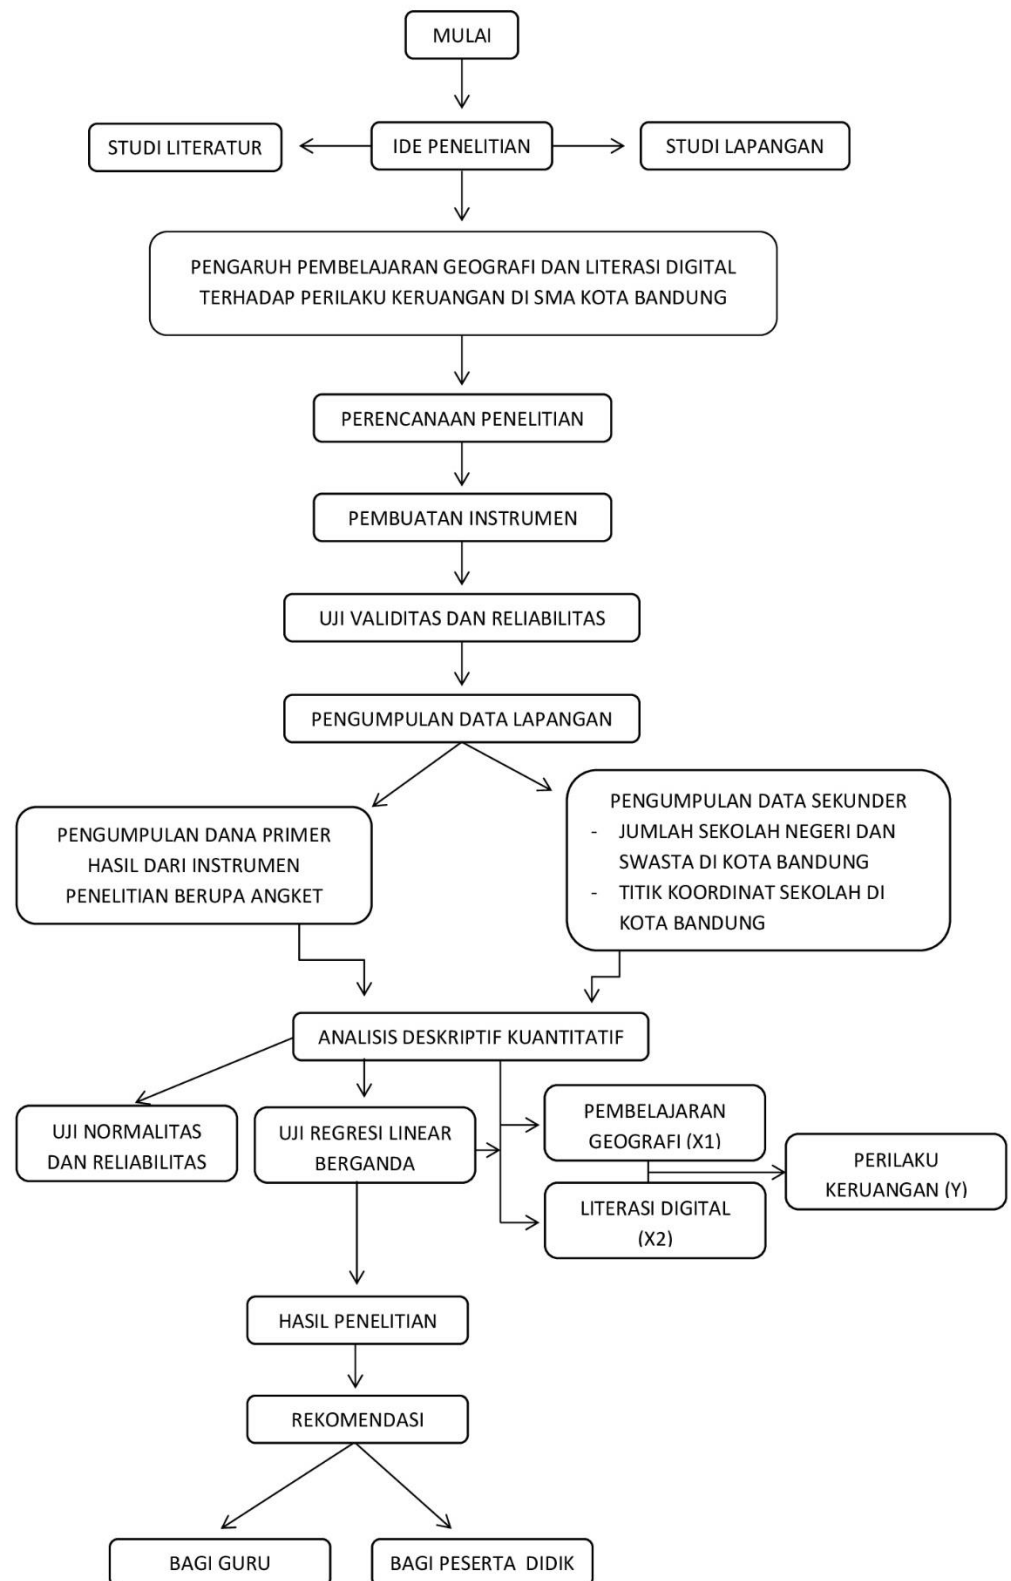 MULAI
STUDI LITERATUR
IDE PENELITIAN
STUDI LAPANGAN
PENGARUH PEMBELAJARAN GEOGRAFI DAN LITERASI DIGITAL
TERHADAP PERILAKU KERUANGAN DI SMA KOTA BANDUNG
PERENCANAAN PENELITIAN
PEMBUATAN INSTRUMEN
UJI VALIDITAS DAN RELIABILITAS
PENGUMPULAN DATA LAPANGAN
PENGUMPULAN DANA PRIMER
HASIL DARI INSTRUMEN
PENELITIAN BERUPA ANGKET
PENGUMPULAN DATA SEKUNDER
- JUMLAH SEKOLAH NEGERI DAN
SWASTA DI KOTA BANDUNG
- TITIK KOORDINAT SEKOLAH DI
KOTA BANDUNG
ANALISIS DESKRIPTIF KUANTITATIF
UJI NORMALITAS
DAN RELIABILITAS
UJI REGRESI LINEAR
BERGANDA
PEMBELAJARAN
GEOGRAFI (X1)
LITERASI DIGITAL
(X2)
PERILAKU
KERUANGAN (Y)
HASIL PENELITIAN
REKOMENDASI
BAGI GURU
BAGI PESERTA DIDIK